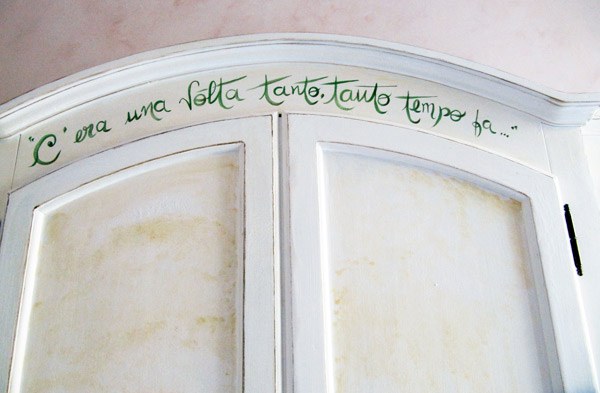 "C'era una volta tanto, tanto tempo fa..."